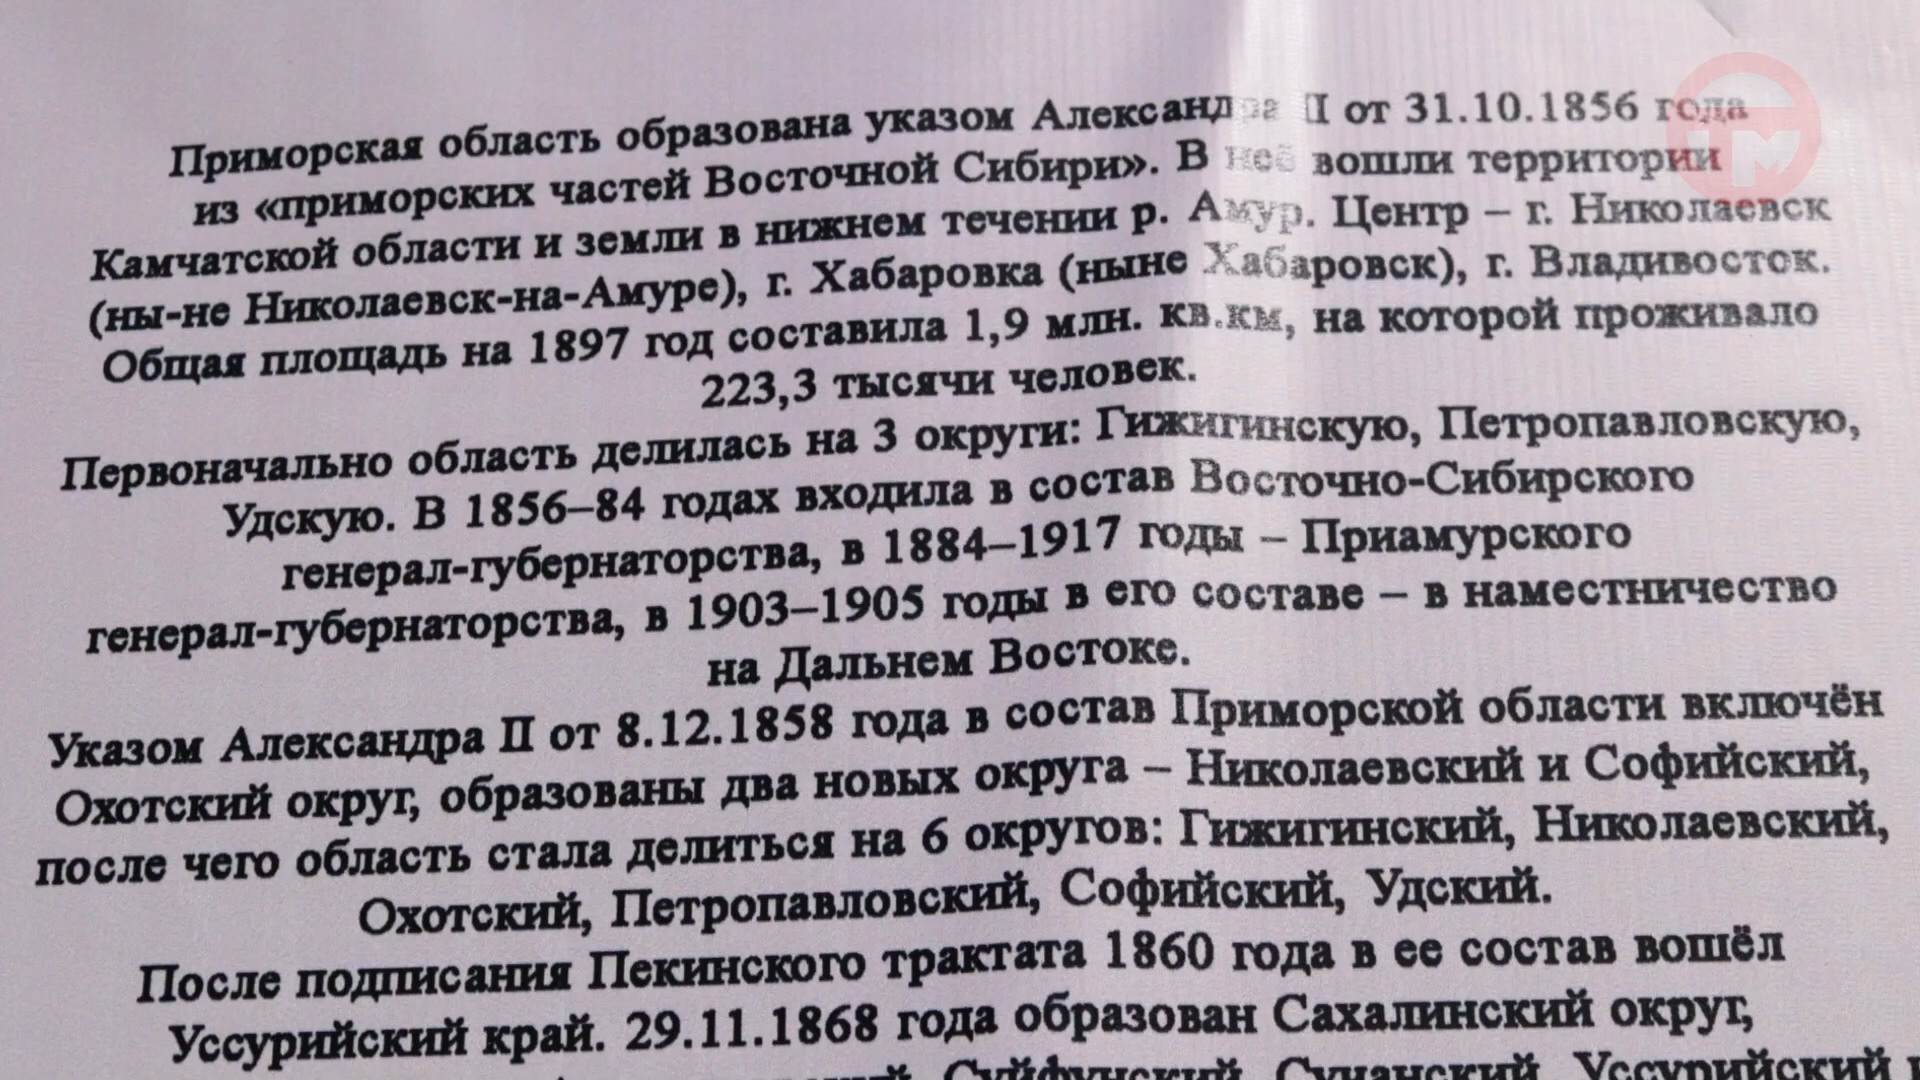 Приморская область образована указом Александра II от 31.10.1856 года
из «приморских частей Восточной Сибири». В неё вошли территории
Камчатской области и земли в нижнем течении р. Амур. Центр – г. Николаевск
(ны-не Николаевск-на-Амуре), г. Хабаровка (ныне Хабаровск), г. Владивосток.
Общая площадь на 1897 год составила 1,9 млн. кв.км, на которой проживало
223,3 тысячи человек.
Первоначально область делилась на 3 округи: Гижигинскую, Петропавловскую,
Удскую. В 1856–84 годах входила в состав Восточно-Сибирского
генерал-губернаторства, в 1884–1917 годы – Приамурского
генерал-губернаторства, в 1903–1905 годы в его составе – в наместничество
на Дальнем Востоке.
Указом Александра II от 8.12.1858 года в состав Приморской области включён
Охотский округ, образованы два новых округа – Николаевский и Софийский,
после чего область стала делиться на 6 округов: Гижигинский, Николаевский,
Охотский, Петропавловский, Софийский, Удский.
После подписания Пекинского трактата 1860 года в ее состав вошёл
Уссурийский край. 29.11.1868 года образован Сахалинский округ,
Суйфунский, Сучанский, Уссурийский и